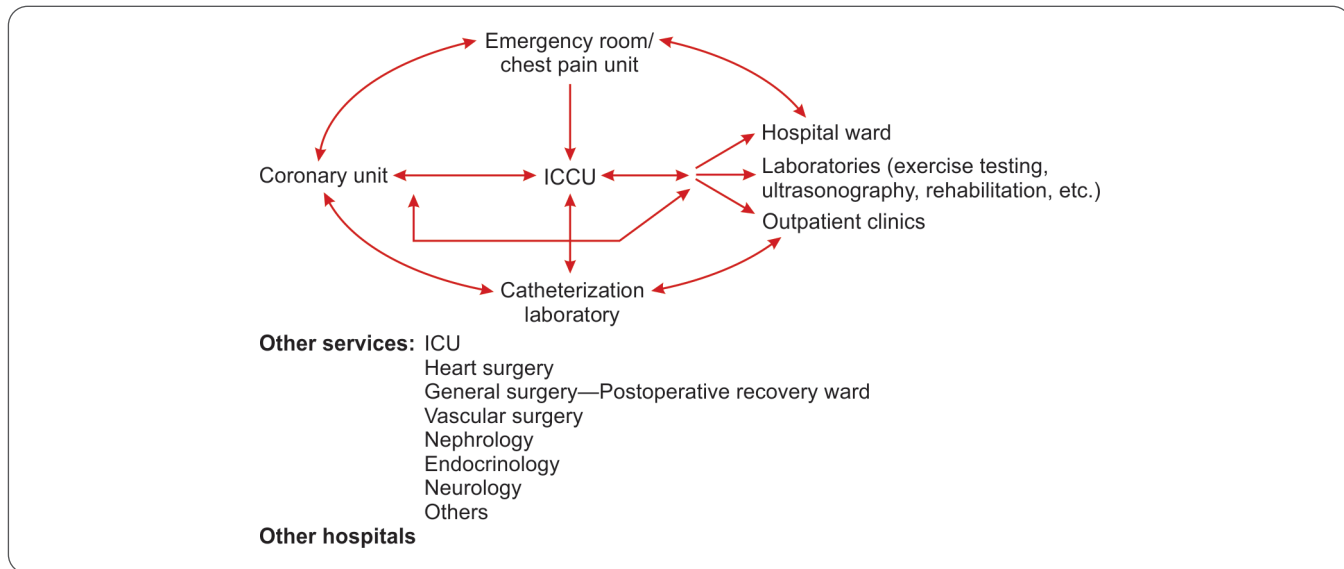 Emergency room/
chest pain unit
Hospital ward
Coronary unit
ICCU
Laboratories (exercise testing,
ultrasonography, rehabilitation, etc.)
Outpatient clinics
Catheterization
laboratory
Other services: ICU
Heart surgery
General surgery—Postoperative recovery ward
Vascular surgery
Nephrology
Endocrinology
Neurology
Others
Other hospitals